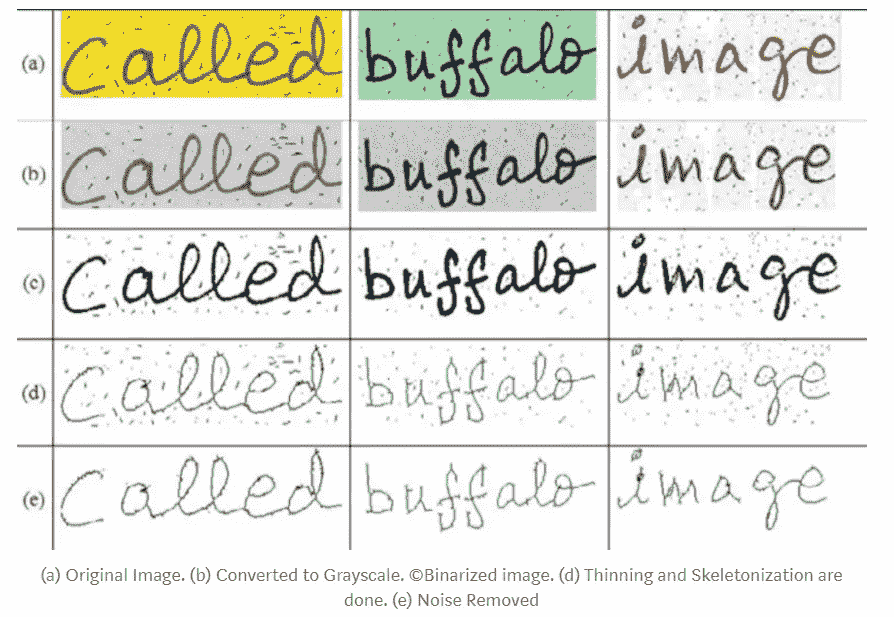 (a) Called buffalo image
(b) Called buffalo image
(c) Called buffalo image
(d) Called buffalo image
(e) Called buffalo image
(a) Original Image. (b) Converted to Grayscale. ©Binarized image. (d) Thinning and Skeletonization are
done. (e) Noise Removed